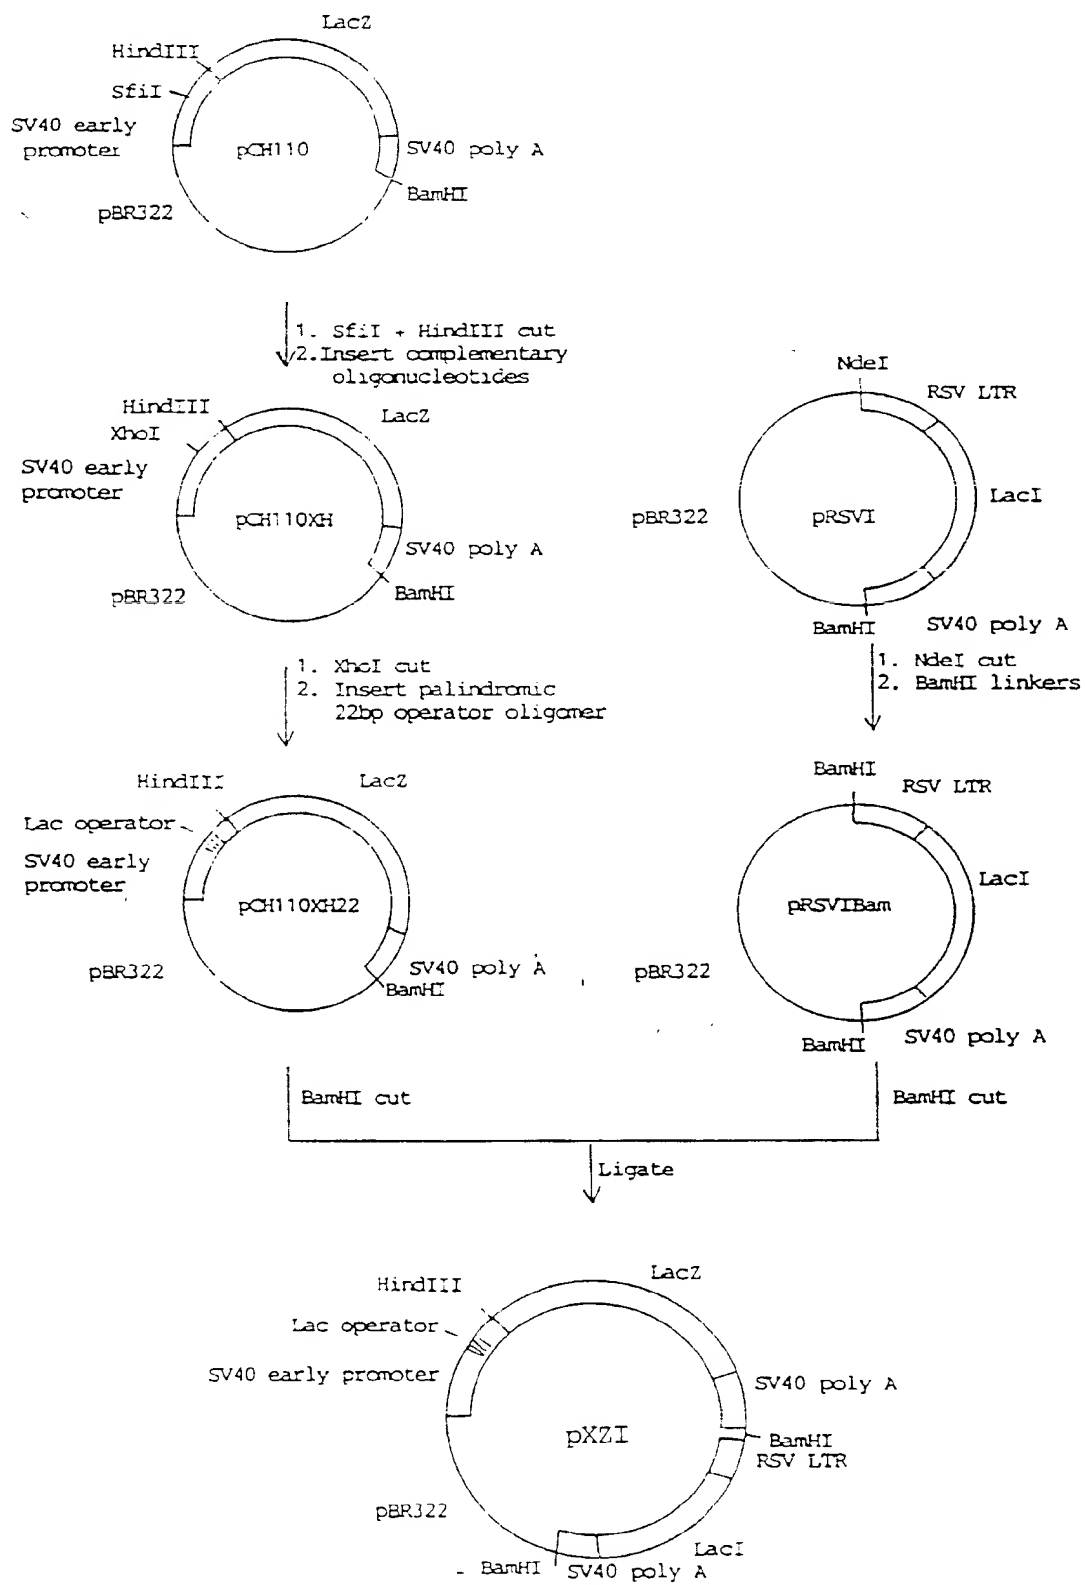 LacZ
HindIII
SfiI
SV40 early
promoter
pCH110
SV40 poly A
BamHI
pBR322
1. SfiI + HindIII cut
2.Insert complementary
oligonucleotides
HindIII
XhoI
LacZ
SV40 early
promoter
pCH110XH
SV40 poly A
BamHI
pBR322
NdeI
RSV LTR
LacI
pBR322
pRSVI
BamHI
SV40 poly A
1. XhoI cut
2. Insert palindromic
22bp operator oligomer
1. NdeI cut
2. BamHI linkers
HindIII
LacZ
Lac operator
SV40 early
promoter
pCH110XH22
pBR322
SV40 poly A
BamHI
BamHI
RSV LTR
LacI
pRSVIBam
pBR322
BamHI
SV40 poly A
BamHI cut
BamHI cut
Ligate
HindIII
LacZ
Lac operator
SV40 early promoter
SV40 poly A
pXZI
BamHI
RSV LTR
pBR322
LacI
BamHI
SV40 poly A